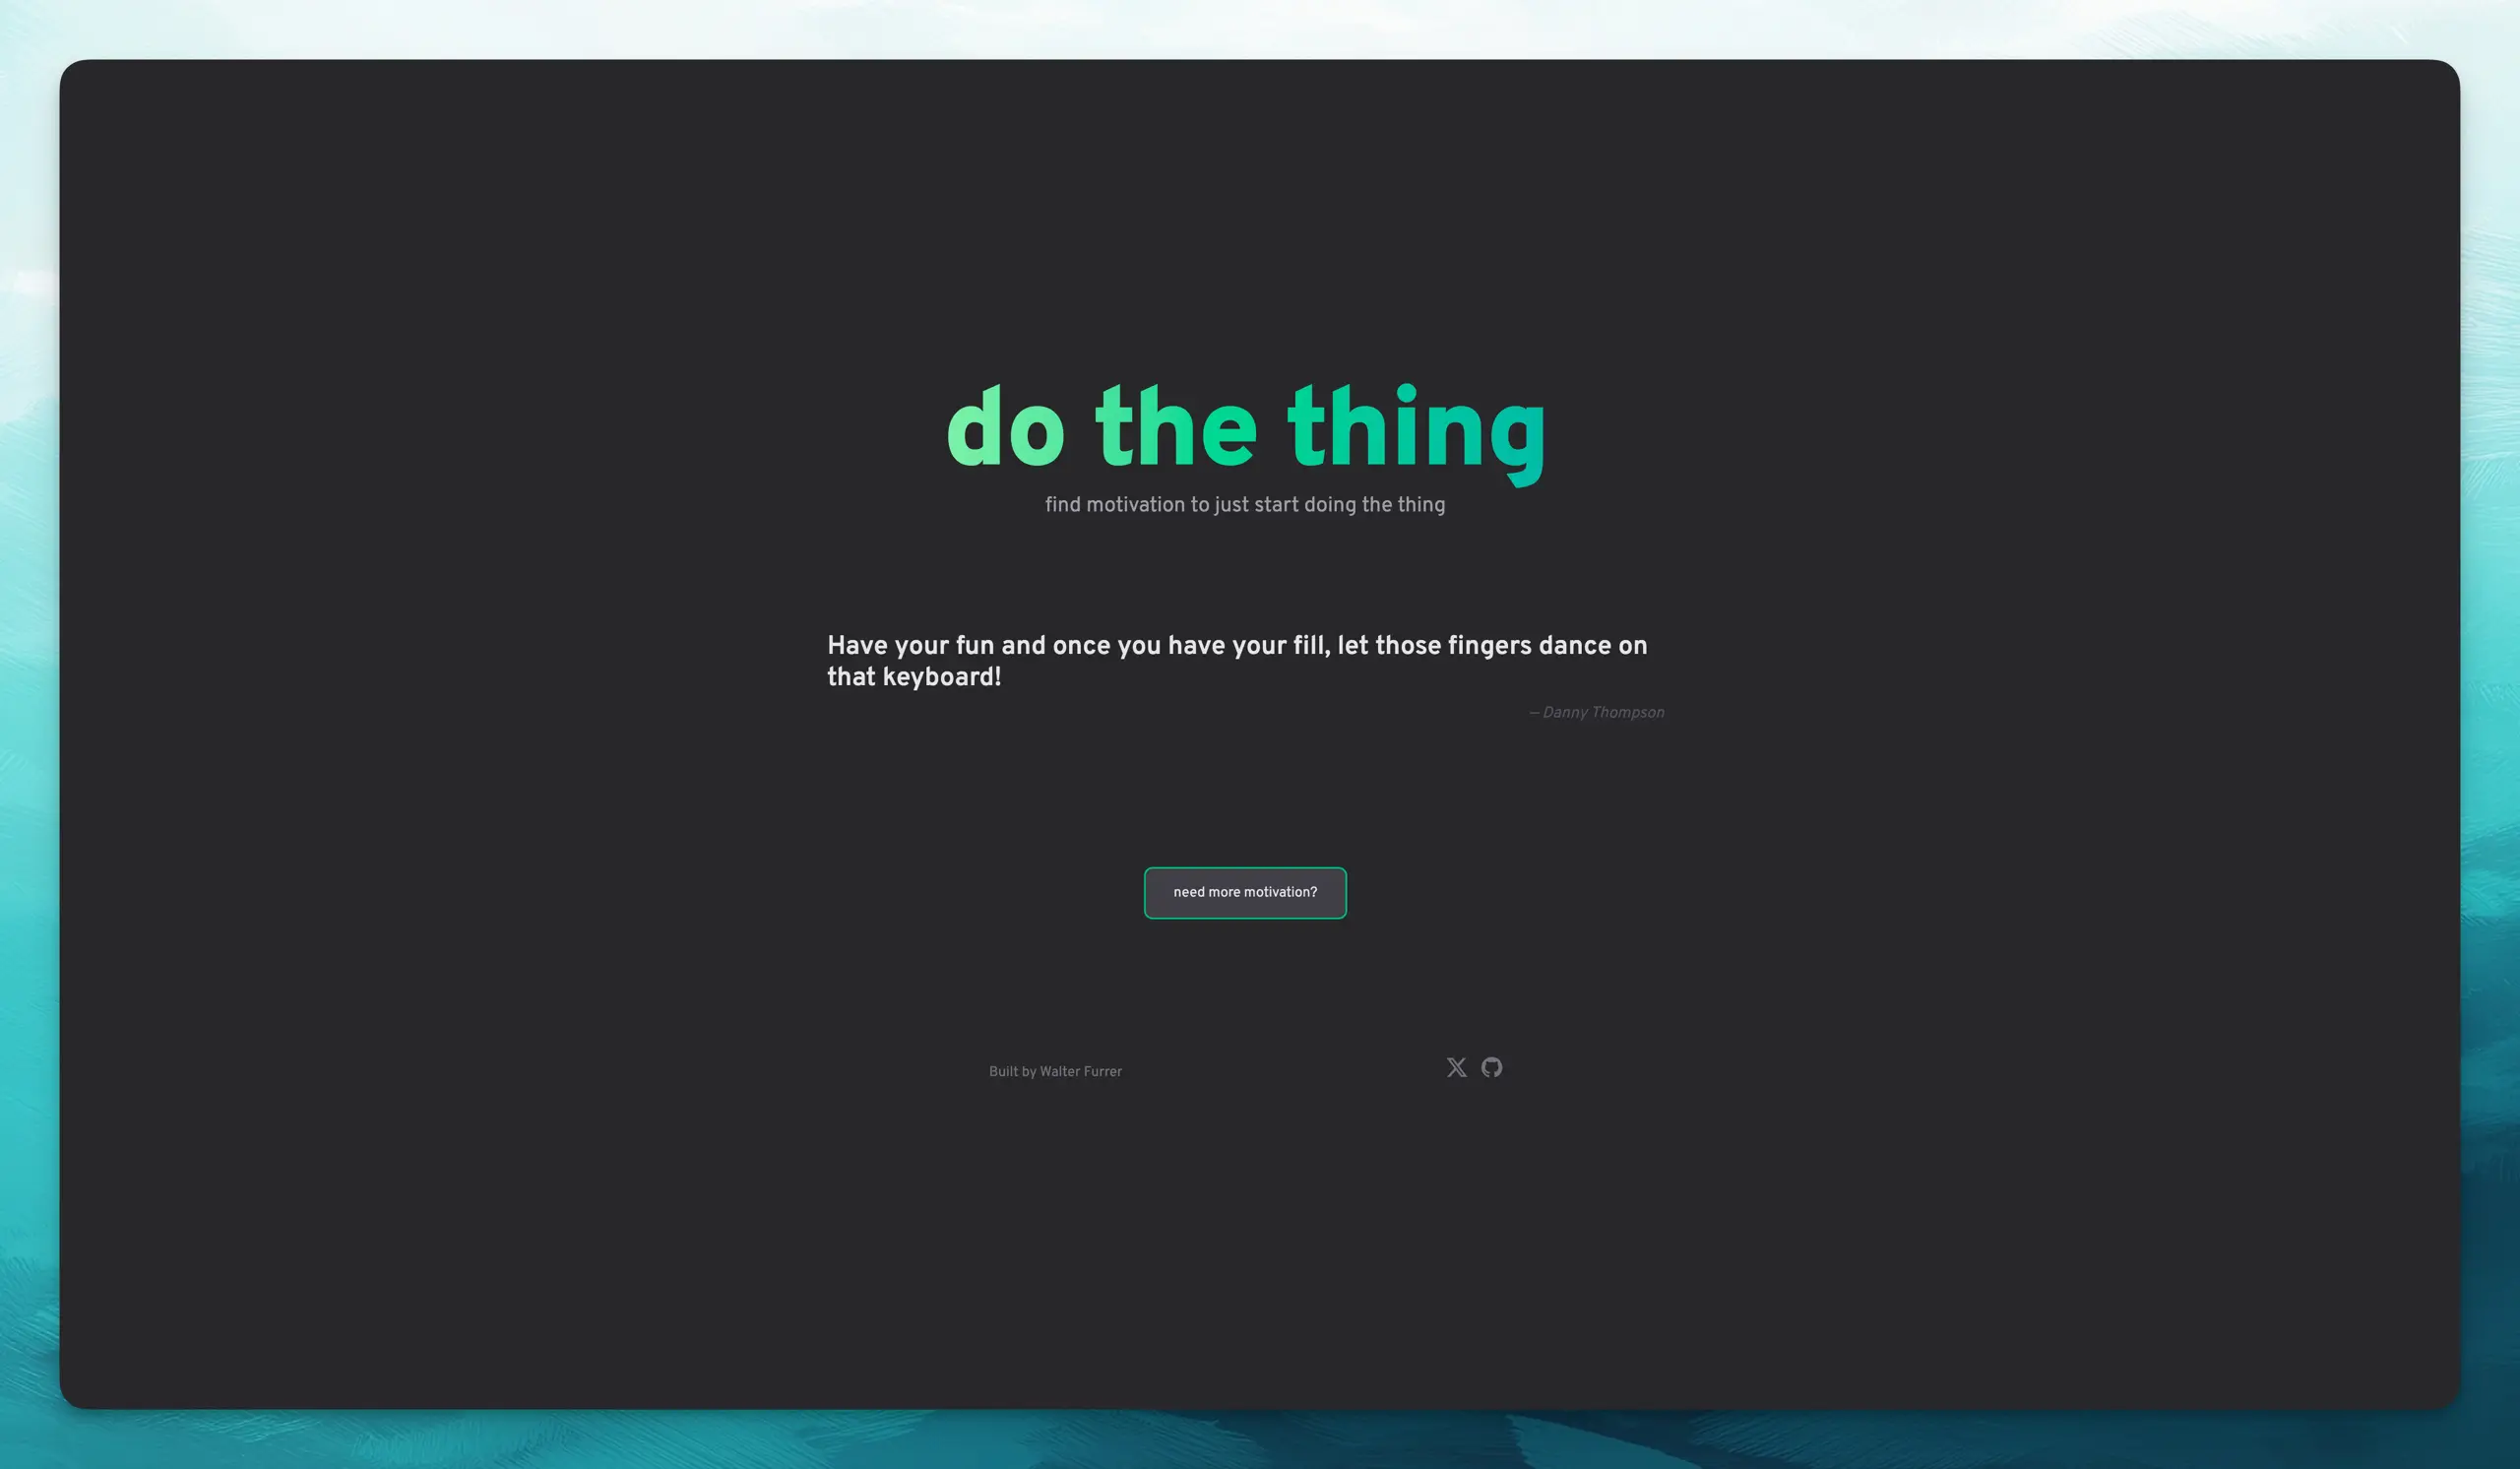 do the thing
find motivation to just start doing the thing
Have your fun and once you have your fill, let those fingers dance on
that keyboard!
— Danny Thompson
need more motivation?
Built by Walter Furrer